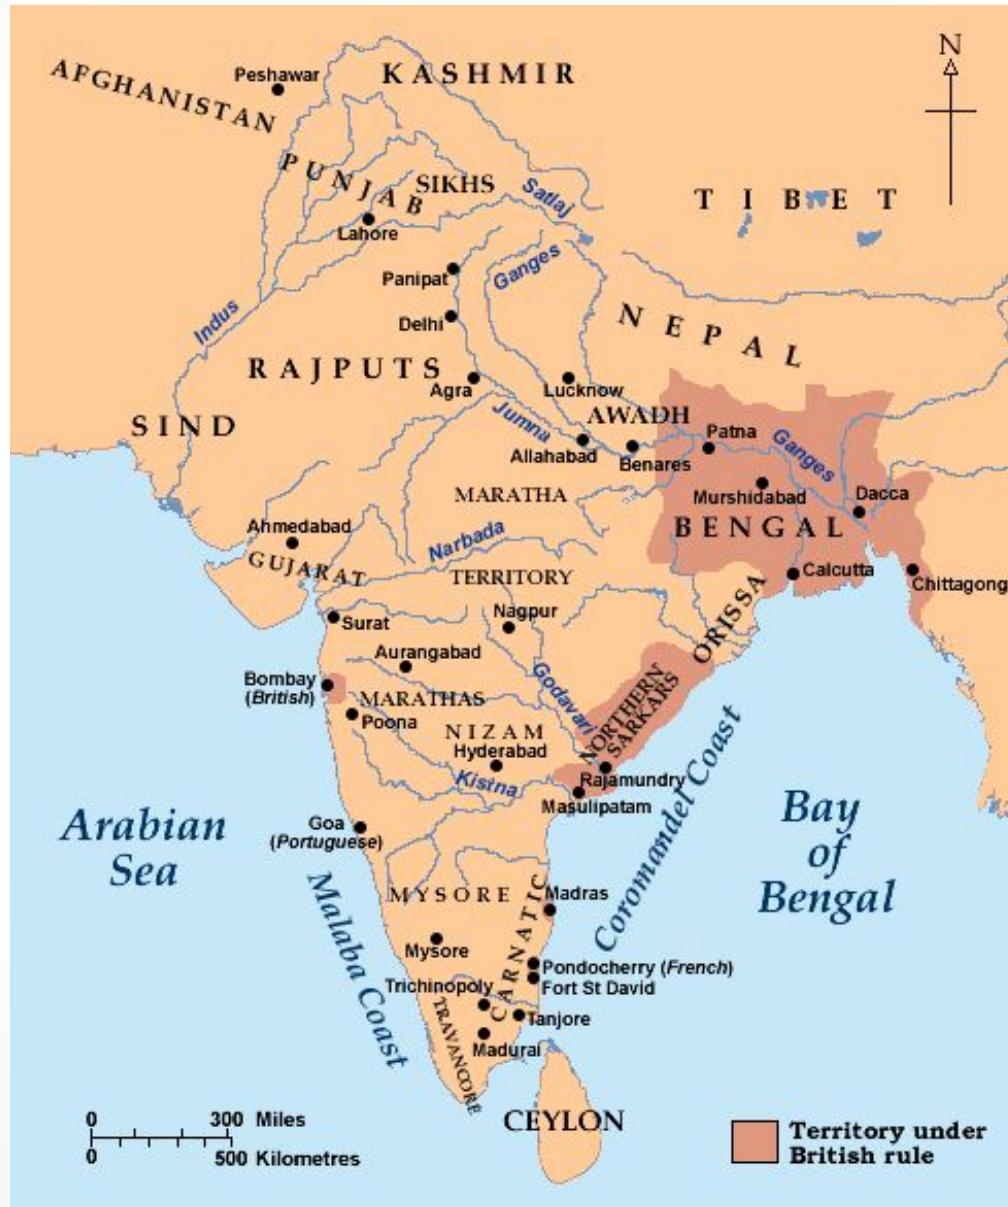 N
KASHMIR
Peshawar
AFGHANISTAN
PUNJAB
SIKHS
Satlaj
TIBET
Lahore
Panipat
Ganges
Delhi
Indus
NEPAL
RAJPUTS
Agra
Lucknow
SIND
Jumna
AWADH
Patna
Ganges
Allahabad
Benares
Murshidabad
Dacca
MARATHA
Ahmedabad
Narbada
BENGAL
GUJARAT
TERRITORY
Calcutta
Chittagong
Surat
Nagpur
ORISSA
Aurangabad
Bombay
(British)
MARATHAS
Godavari
NORTHERN
SARKARS
Poona
NIZAM
Hyderabad
Kistna
Rajamundry
Masulipatam
Coromandel Coast
Arabian
Sea
Bay
of
Bengal
Goa
(Portuguese)
Malaba Coast
MYSORE
CARNATIC
Madras
Mysore
Pondocherry (French)
Fort St David
Trichinopoly
Tanjore
TRAVANCORE
Madurai
CEYLON
0 300 Miles
0 500 Kilometres
Territory under
British rule